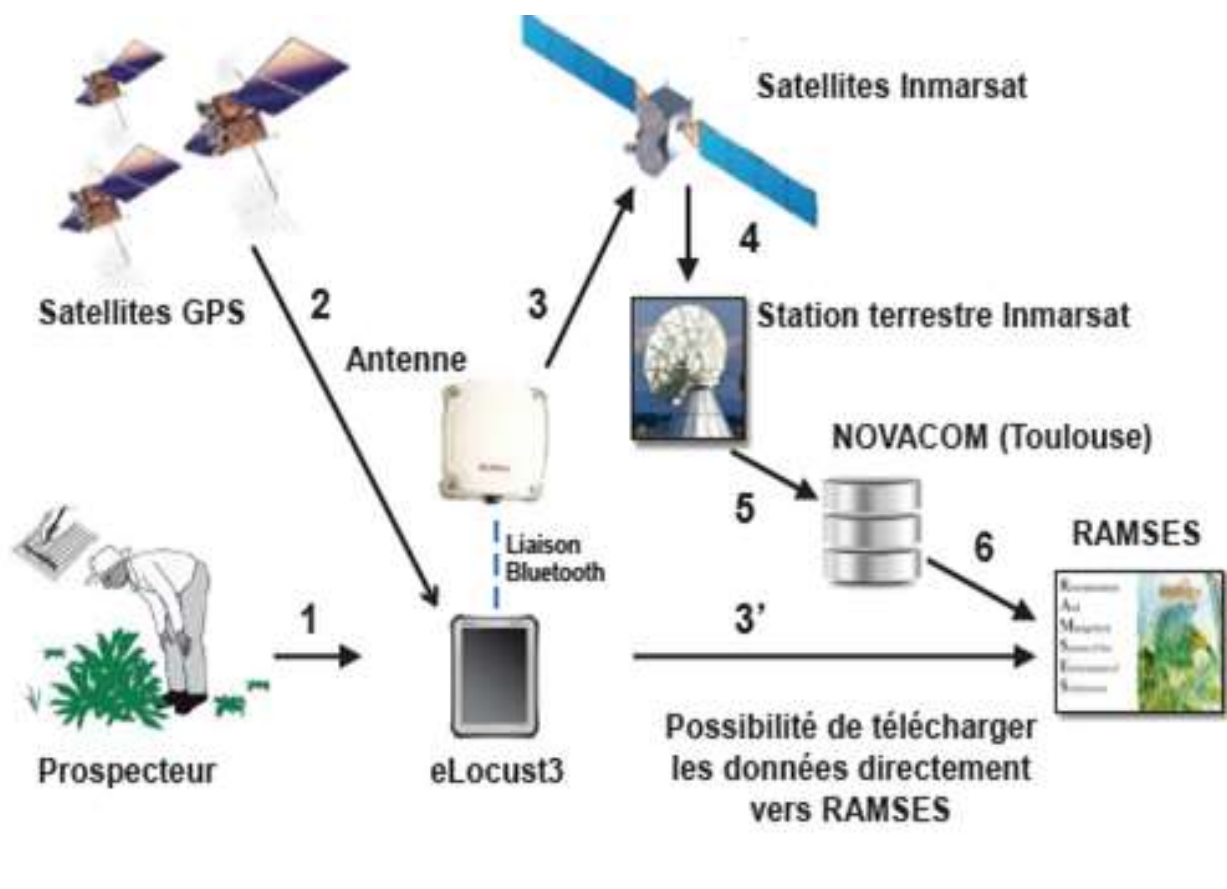 Satellites Inmarsat
Satellites GPS
2
3
4
Station terrestre Inmarsat
Antenne
NOVACOM (Toulouse)
5
Liaison
Bluetooth
6
RAMSES
1
3’
Prospecteur
eLocust3
Possibilité de télécharger
les données directement
vers RAMSES